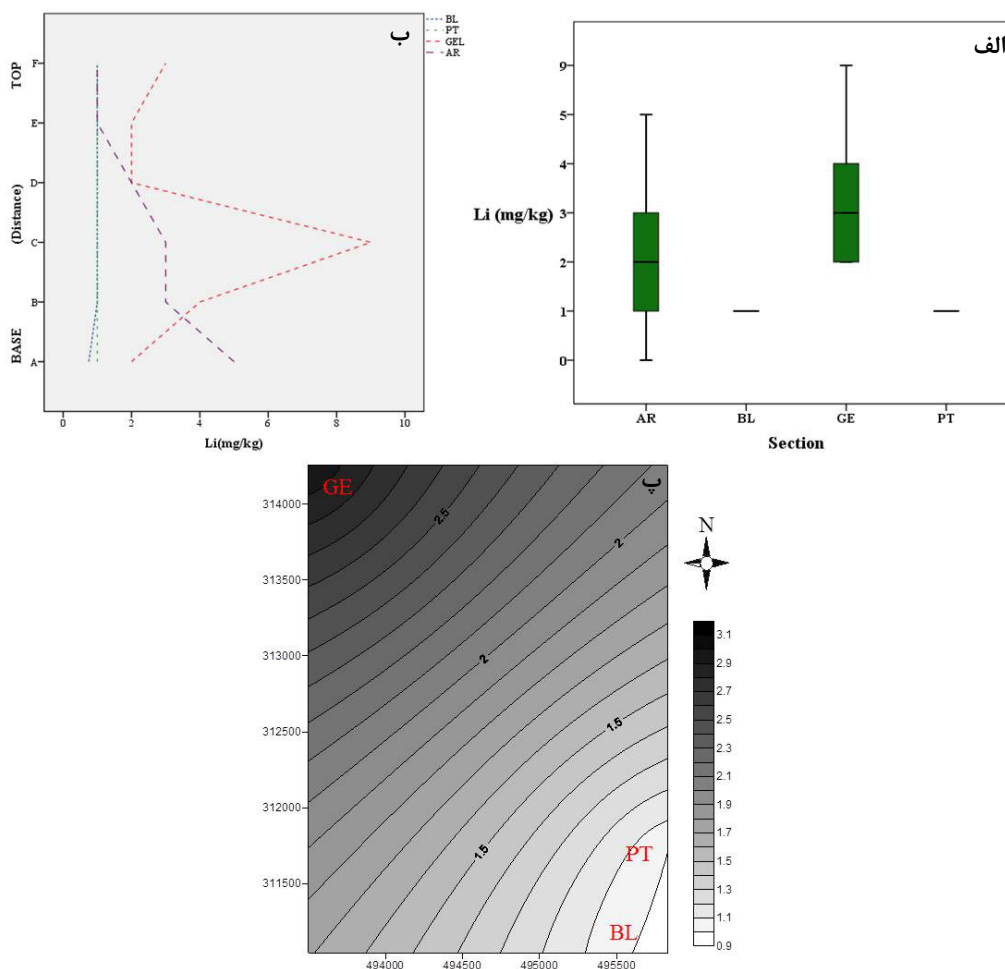 ب
BL
PT
GEL
AR
TOP
(Distance)
BASE
F
E
D
C
B
A
0 2 4 6 8 10
Li(mg/kg)
الف
Li (mg/kg)
9
5
4
3
2
1
0
AR BL GE PT
Section
پ
GE
PT
BL
2.5
2
2
1.5
1.5
314000
313500
313000
312500
312000
311500
494000 494500 495000 495500
N
3.1
2.9
2.7
2.5
2.3
2.1
1.9
1.7
1.5
1.3
1.1
0.9